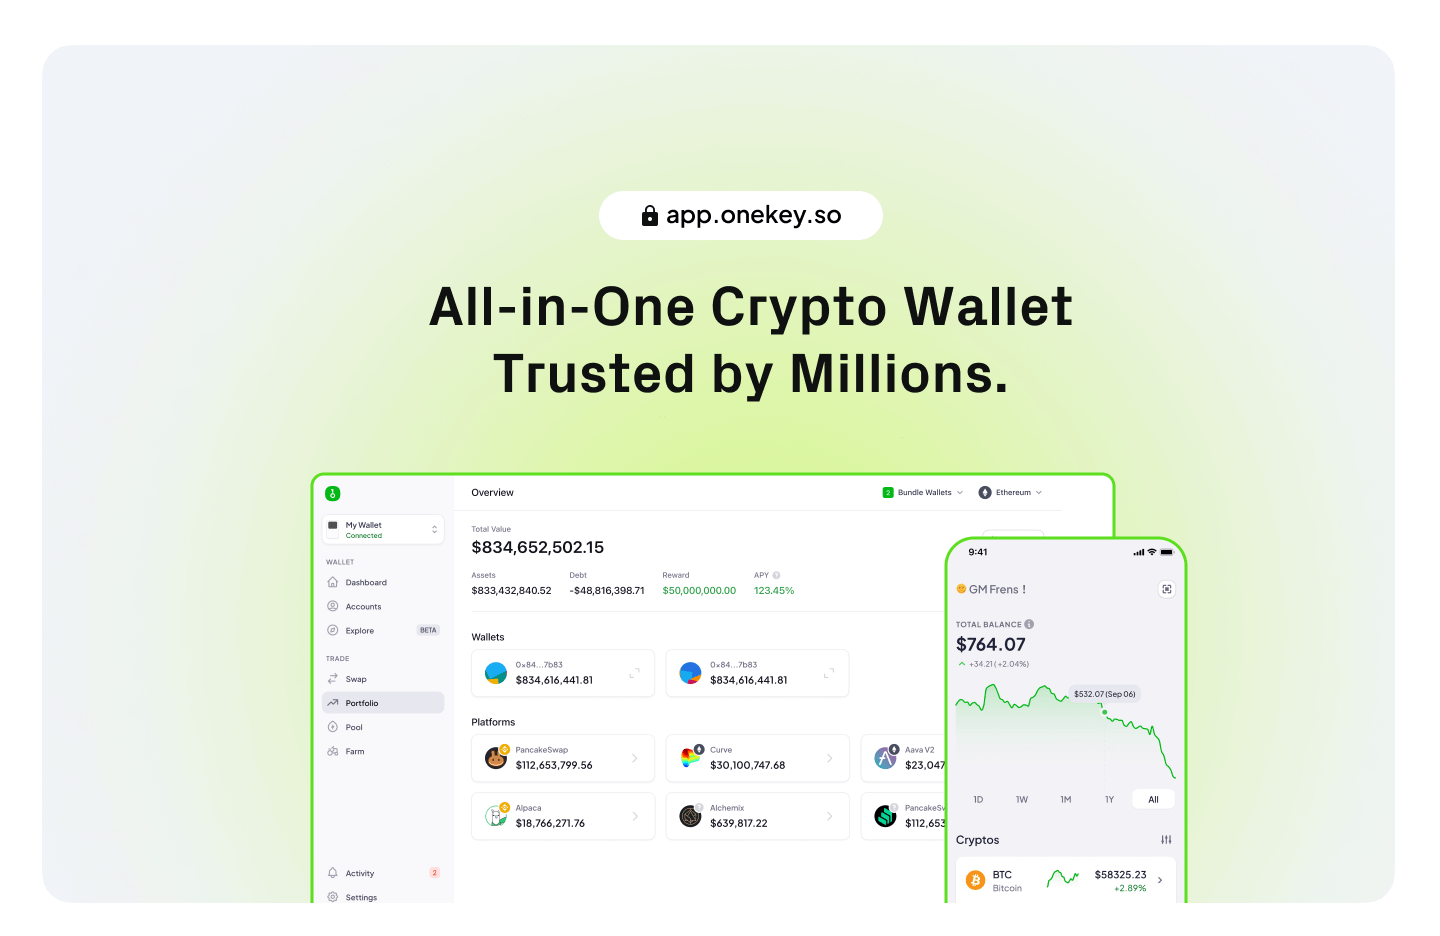 app.onekey.so
All-in-One Crypto Wallet
Trusted by Millions.
My Wallet
Connected
WALLET
Dashboard
Accounts
Explore BETA
TRADE
Swap
Portfolio
Pool
Farm
Activity 2
Settings
Overview
2 Bundle Wallets Ethereum
Total Value
$834,652,502.15
Assets Debt Reward APY ?
$833,432,840.52 -$48,816,398.71 $50,000,000.00 123.45%
Wallets
0×84...7b83
$834,616,441.81
0×84...7b83
$834,616,441.81
Platforms
PancakeSwap
$112,653,799.56
Curve
$30,100,747.68
Aava V2
$23,047
Alpaca
$18,766,271.76
Alchemix
$639,817.22
PancakeSw
$112,653
9:41
GM Frens !
TOTAL BALANCE
$764.07
+34.21 ( +2.04%)
$532.07 (Sep 06)
1D 1W 1M 1Y All
Cryptos
BTC $58325.23
Bitcoin +2.89%